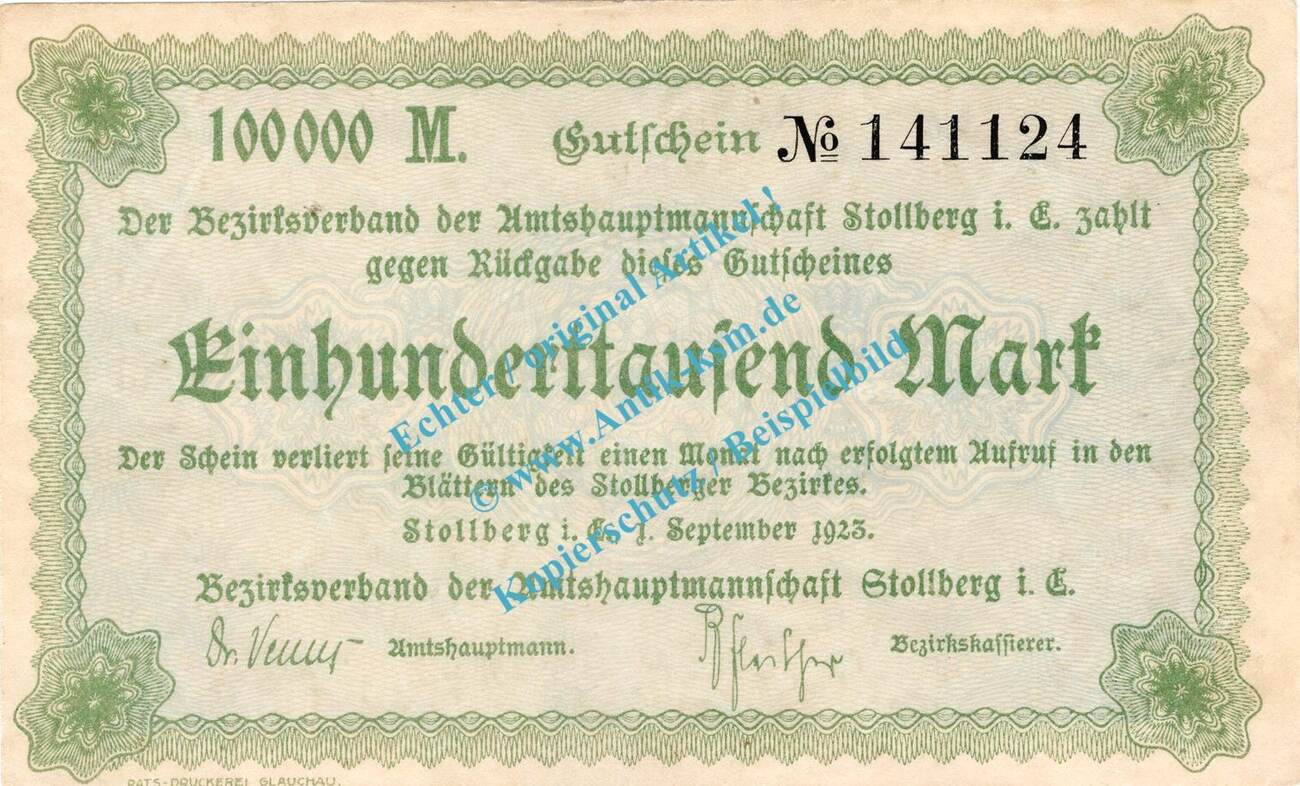 100000 M. Gutschein № 141124
Der Bezirksverband der Amtshauptmannschaft Stollberg i. E. zahlt
gegen Rückgabe dieses Gutscheines
Einhunderttausend Mark
Der Schein verliert seine Gültigkeit einen Monat nach erfolgtem Aufruf in den
Blättern des Stollberger Bezirkes.
Stollberg i. E. 1. September 1923.
Bezirksverband der Amtshauptmannschaft Stollberg i. E.
Dr. Amtshauptmann. Bezirkskassierer.
RATS-DRUCKEREI GLAUCHAU.
Echter / original Artikel !
© www.Antik-ksm.de
Kopierschutz / Beispielbild